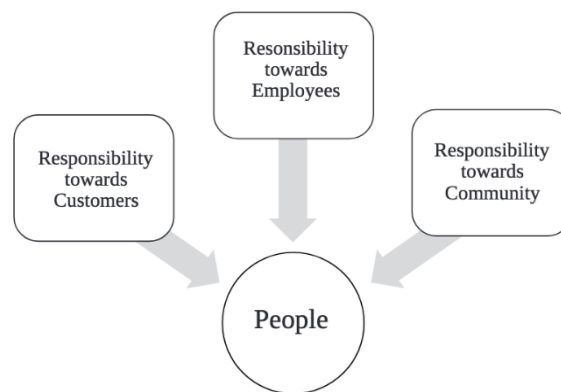 Resonsibility
towards
Employees
Responsibility
towards
Customers
Responsibility
towards
Community
People